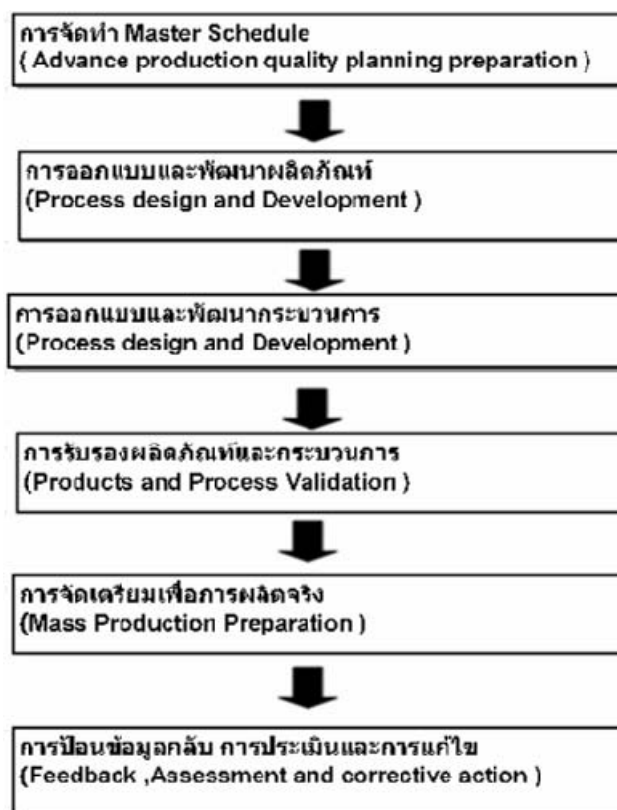 การจัดทำ Master Schedule
( Advance production quality planning preparation )
การออกแบบและพัฒนาผลิตภัณฑ์
(Process design and Development )
การออกแบบและพัฒนากระบวนการ
(Process design and Development )
การรับรองผลิตภัณฑ์และกระบวนการ
(Products and Process Validation )
การจัดเตรียมเพื่อการผลิตจริง
(Mass Production Preparation )
การป้อนข้อมูลกลับ การประเมินและการแก้ไข
(Feedback ,Assessment and corrective action )